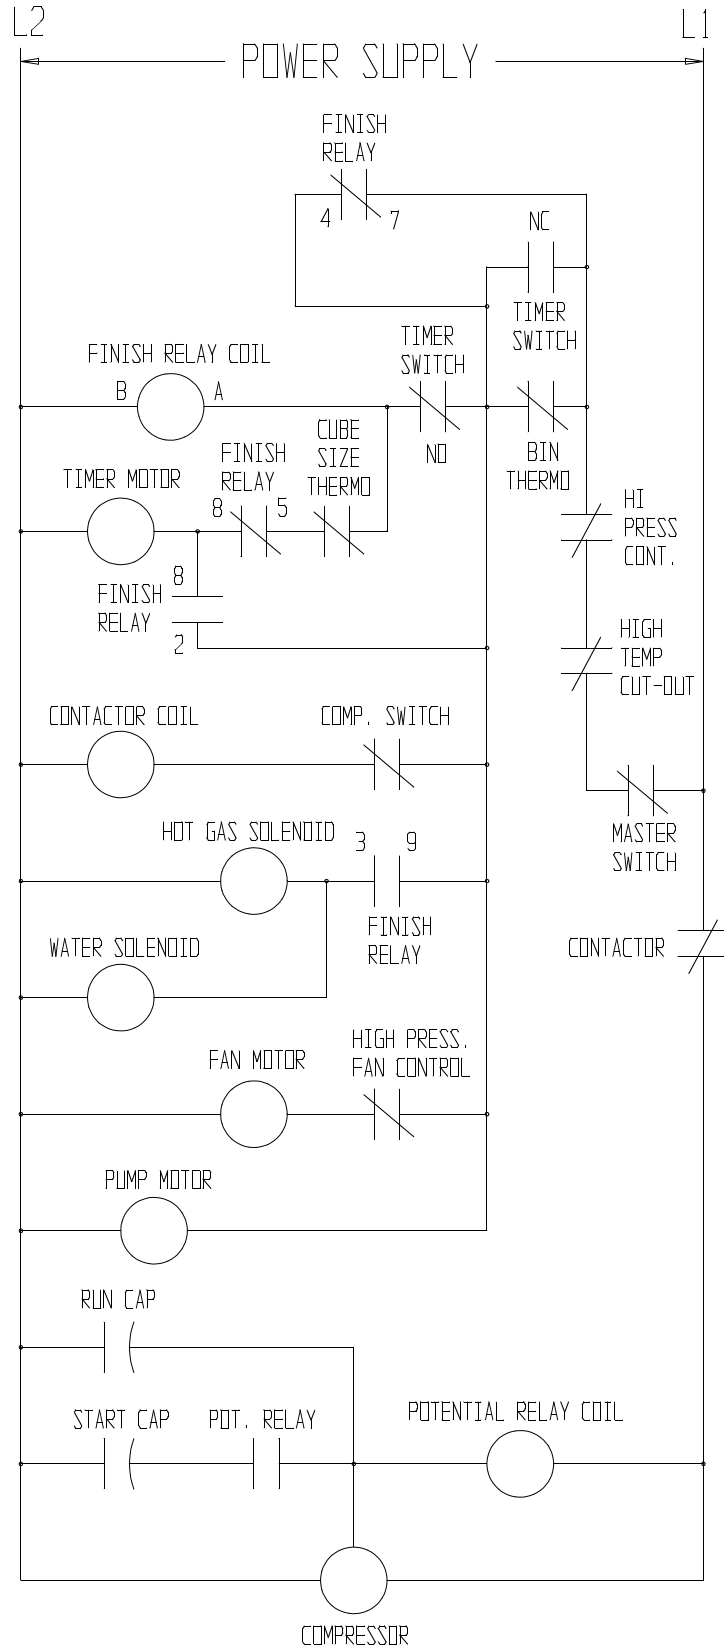 L2
L1
POWER SUPPLY
FINISH
RELAY
4
7
NC
TIMER
SWITCH
TIMER
SWITCH
FINISH RELAY COIL
B
A
NO
BIN
THERMO
CUBE
SIZE
THERMO
FINISH
RELAY
8
5
TIMER MOTOR
HI
PRESS
CONT.
8
FINISH
RELAY
2
HIGH
TEMP
CUT-OUT
CONTACTOR COIL
COMP. SWITCH
HOT GAS SOLENOID
3
9
MASTER
SWITCH
FINISH
RELAY
WATER SOLENOID
CONTACTOR
FAN MOTOR
HIGH PRESS.
FAN CONTROL
PUMP MOTOR
RUN CAP
START CAP
POT. RELAY
POTENTIAL RELAY COIL
COMPRESSOR